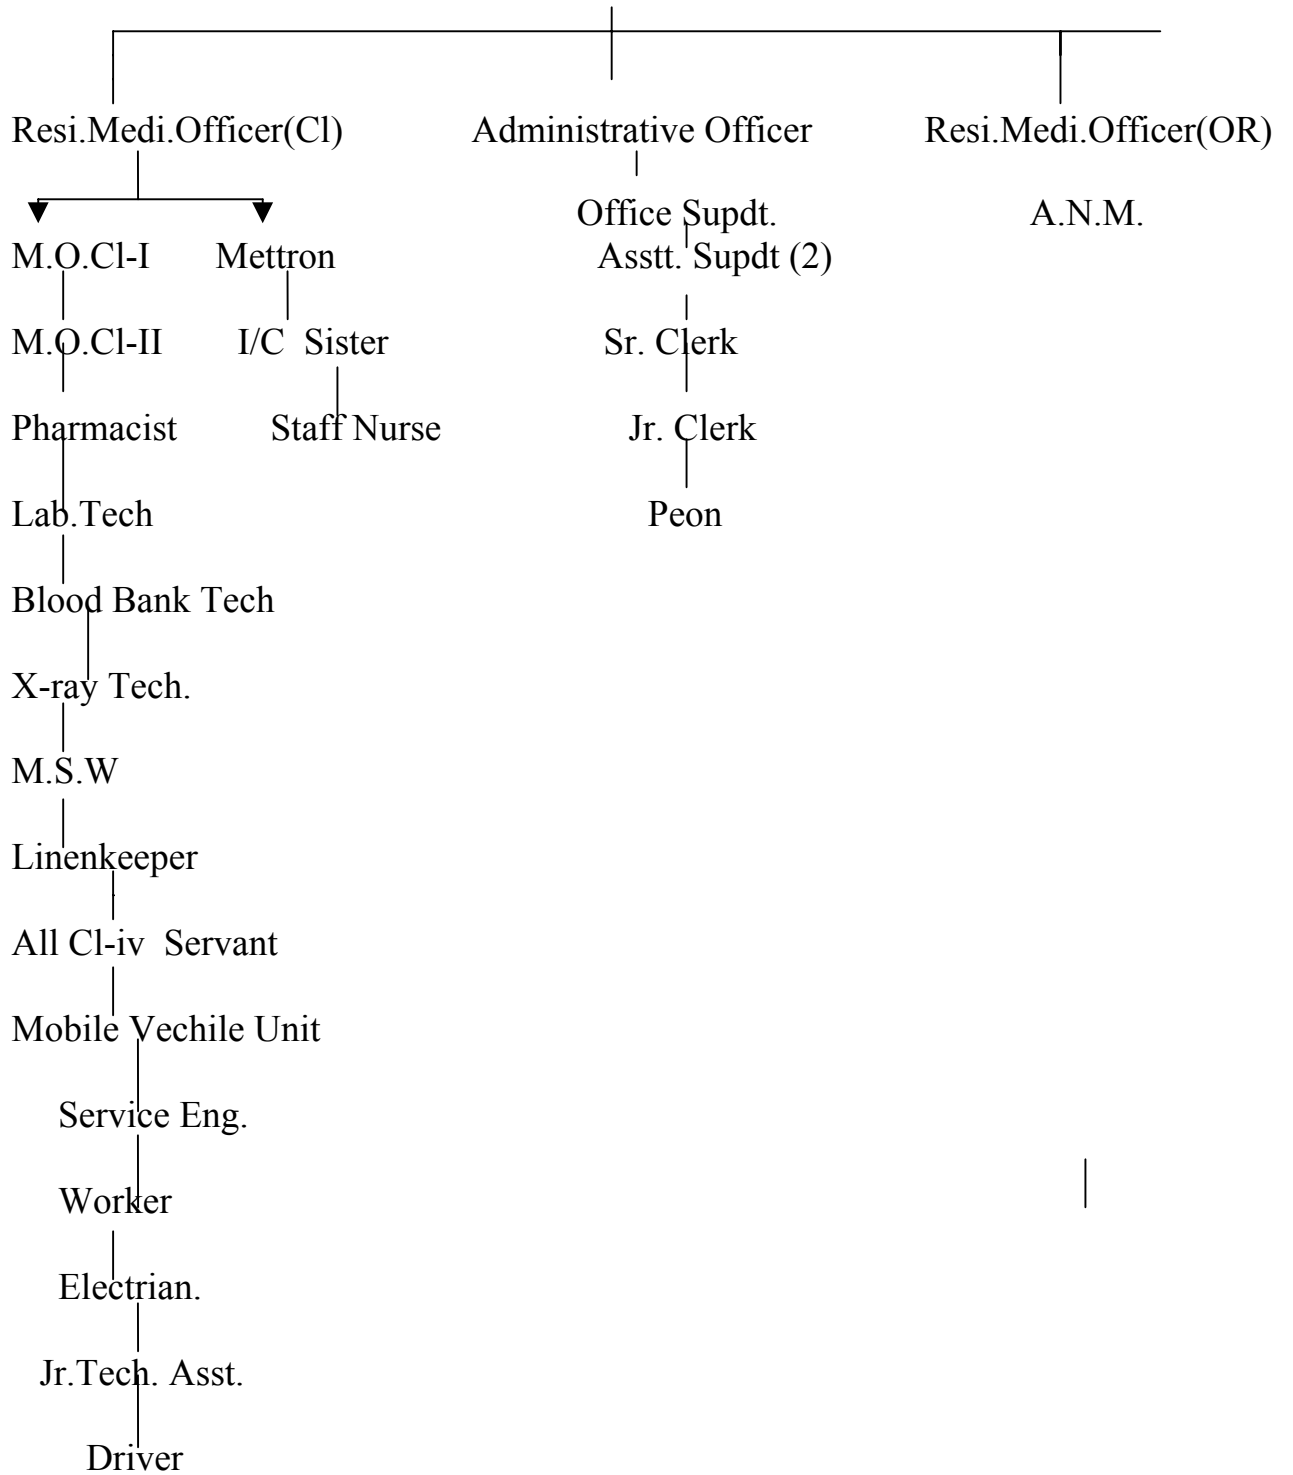 Resi.Medi.Officer(Cl) Administrative Officer Resi.Medi.Officer(OR)
Office Supdt. A.N.M.
M.O.Cl-I Mettron Asstt. Supdt (2)
M.O.Cl-II I/C Sister Sr. Clerk
Pharmacist Staff Nurse Jr. Clerk
Lab.Tech Peon
Blood Bank Tech
X-ray Tech.
M.S.W
Linenkeeper
All Cl-iv Servant
Mobile Vechile Unit
Service Eng.
Worker
Electrian.
Jr.Tech. Asst.
Driver